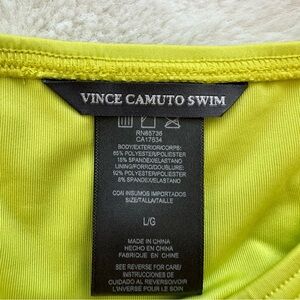 VINCE CAMUTO SWIM
RN85736
CA17634
BODY/EXTERIOR/CORPS:
85% POLYESTER/POLIESTER
15% SPANDEX/ELASTANO
LINING/FORRO/DOUBLURE:
92% POLYESTER/POLIESTER
8% SPANDEX/ELASTANO
CON INSUMOS IMPORTADOS
SIZE/TALLA/TAILLE
L/G
MADE IN CHINA
HECHO EN CHINA
FABRIQUE EN CHINE
SEE REVERSE FOR CARE/
INSTRUCCIONES DE
CUIDADO AL REVERSO/VOIR
L'INVERSE POUR LE SOIN